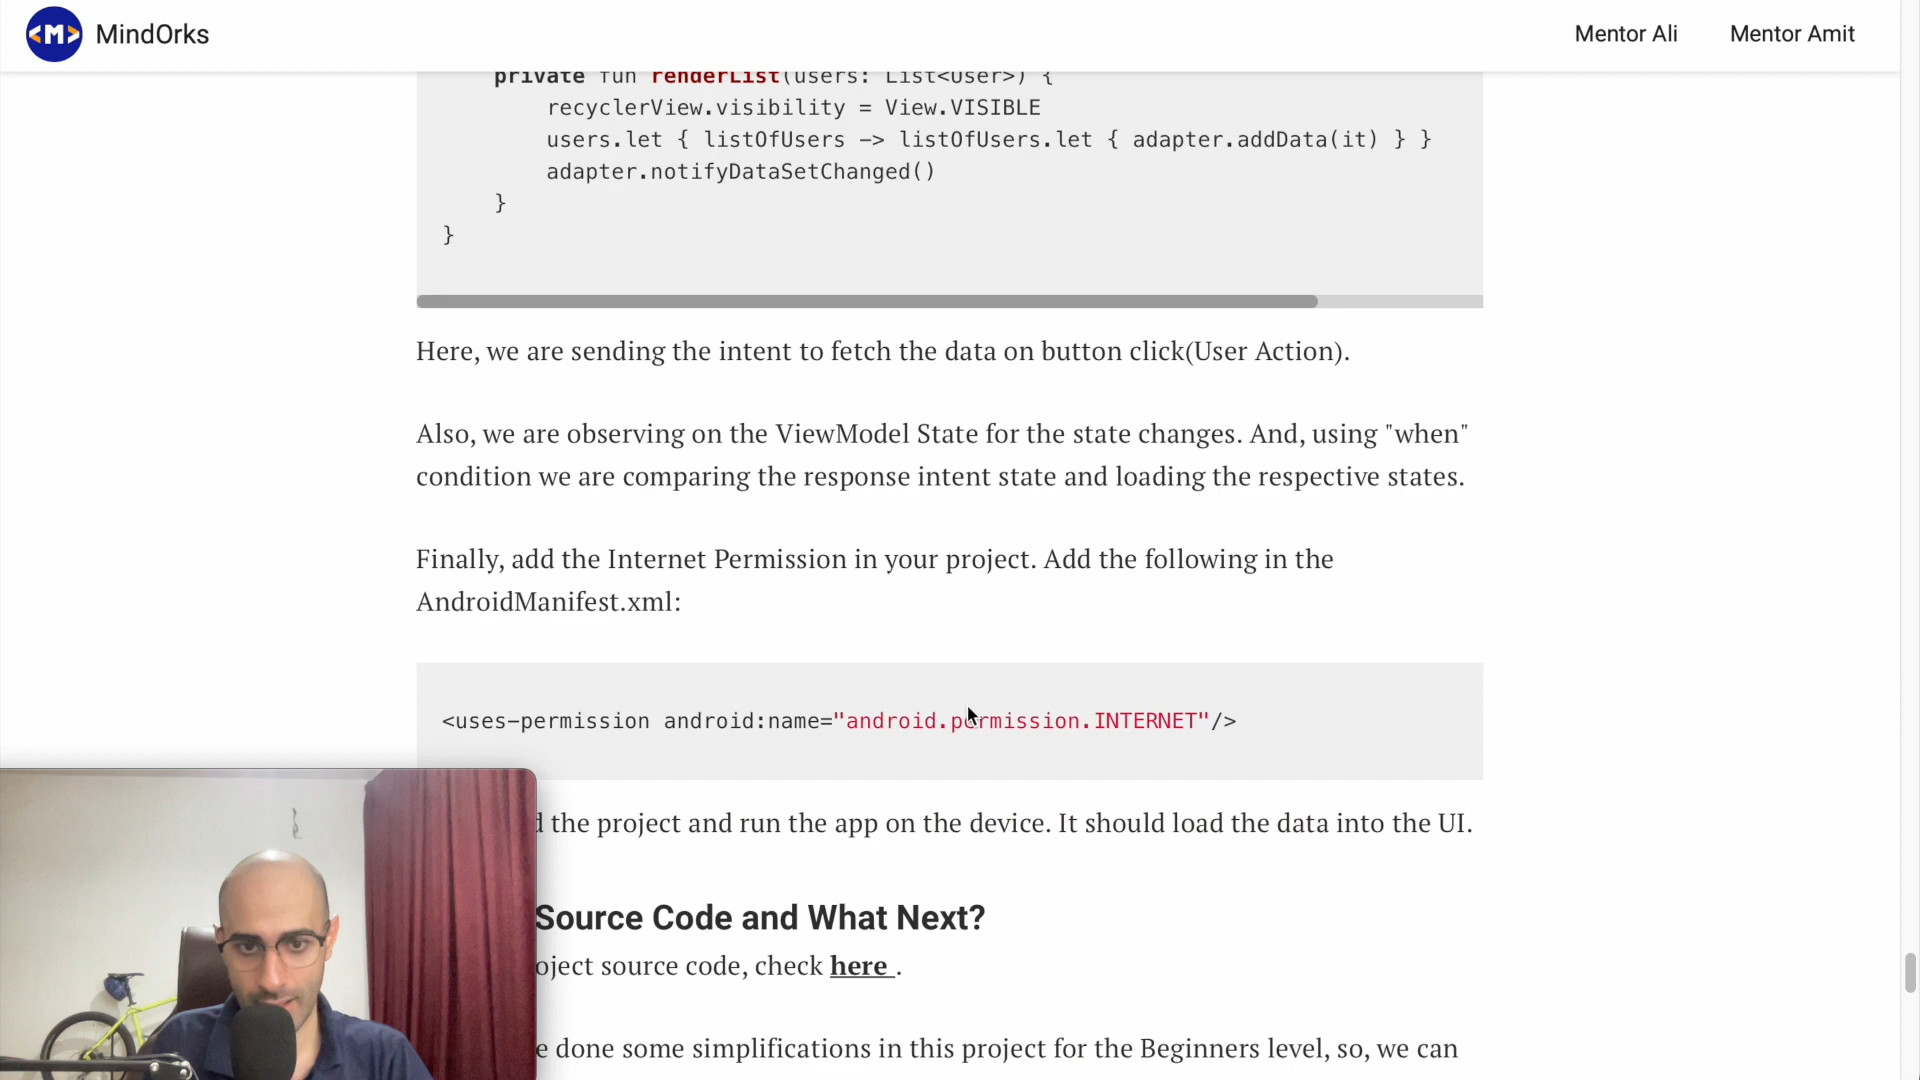 <M> MindOrks
Mentor Ali
Mentor Amit
private fun renderList(users: List<User>) {
recyclerView.visibility = View.VISIBLE
users.let { listOfUsers -> listOfUsers.let { adapter.addData(it) } }
adapter.notifyDataSetChanged()
}
}
Here, we are sending the intent to fetch the data on button click(User Action).
Also, we are observing on the ViewModel State for the state changes. And, using "when"
condition we are comparing the response intent state and loading the respective states.
Finally, add the Internet Permission in your project. Add the following in the
AndroidManifest.xml:
<uses-permission android:name="android.permission.INTERNET"/>
the project and run the app on the device. It should load the data into the UI.
Source Code and What Next?
source code, check here .
done some simplifications in this project for the Beginners level, so, we can